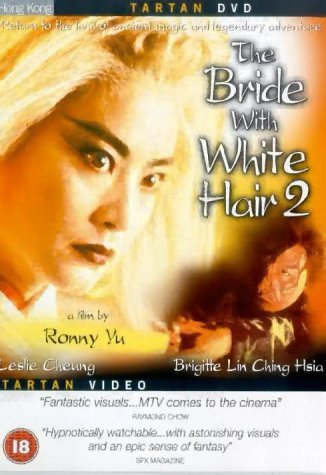 Hong Kong
TARTAN DVD
Return to the land of ancient magic and legendary adventure
The
Bride
With
White
Hair 2
a film by
Ronny Yu
Leslie Cheung
Brigitte Lin Ching Hsia
TARTAN VIDEO
"Fantastic visuals...MTV comes to the cinema"
RAYMOND CHOW
"Hypnotically watchable...with astonishing
visuals and an epic sense of fantasy"
SFX MAGAZINE
18